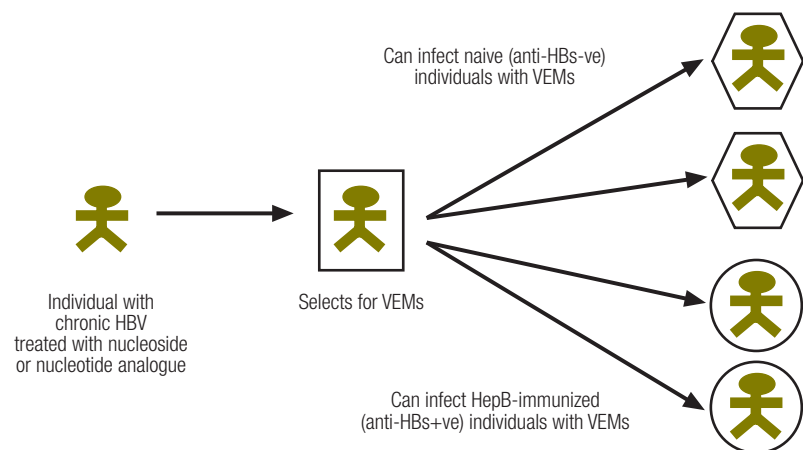 Can infect naive (anti-HBs-ve)
individuals with VEMs
Individual with
chronic HBV
treated with nucleoside
or nucleotide analogue
Selects for VEMs
Can infect HepB-immunized
(anti-HBs+ve) individuals with VEMs